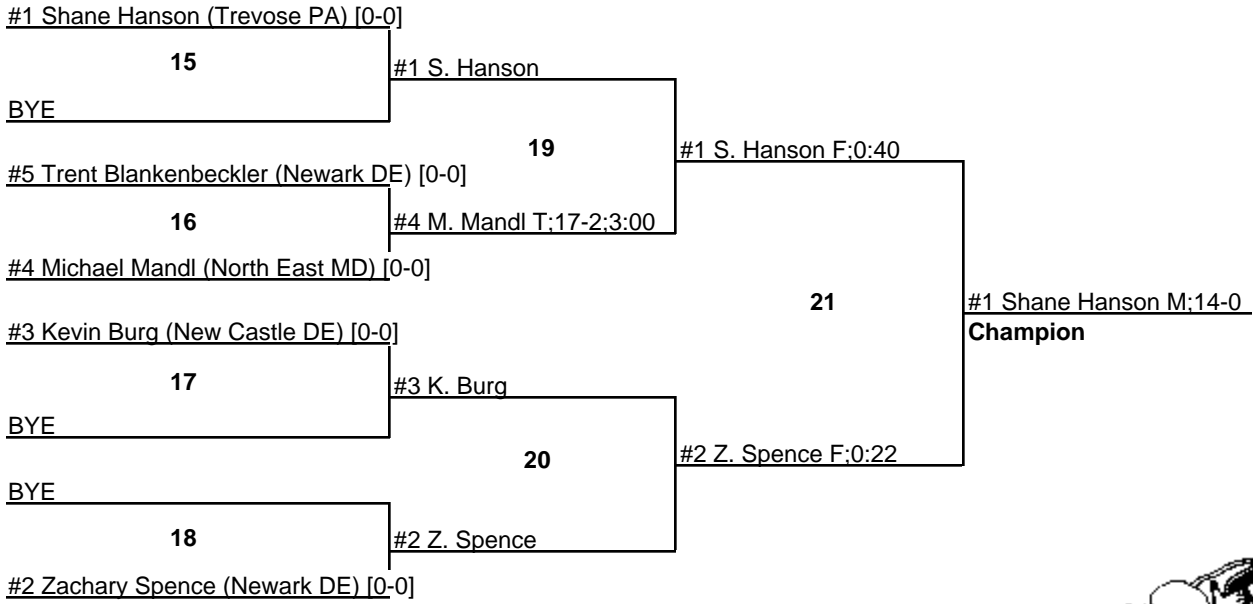 #1 Shane Hanson (Trevose PA) [0-0]
15
#1 S. Hanson
BYE
19
#1 S. Hanson F;0:40
#5 Trent Blankenbeckler (Newark DE) [0-0]
16
#4 M. Mandl T;17-2;3:00
#4 Michael Mandl (North East MD) [0-0]
21
#1 Shane Hanson M;14-0
Champion
#3 Kevin Burg (New Castle DE) [0-0]
17
#3 K. Burg
BYE
20
#2 Z. Spence F;0:22
BYE
18
#2 Z. Spence
#2 Zachary Spence (Newark DE) [0-0]